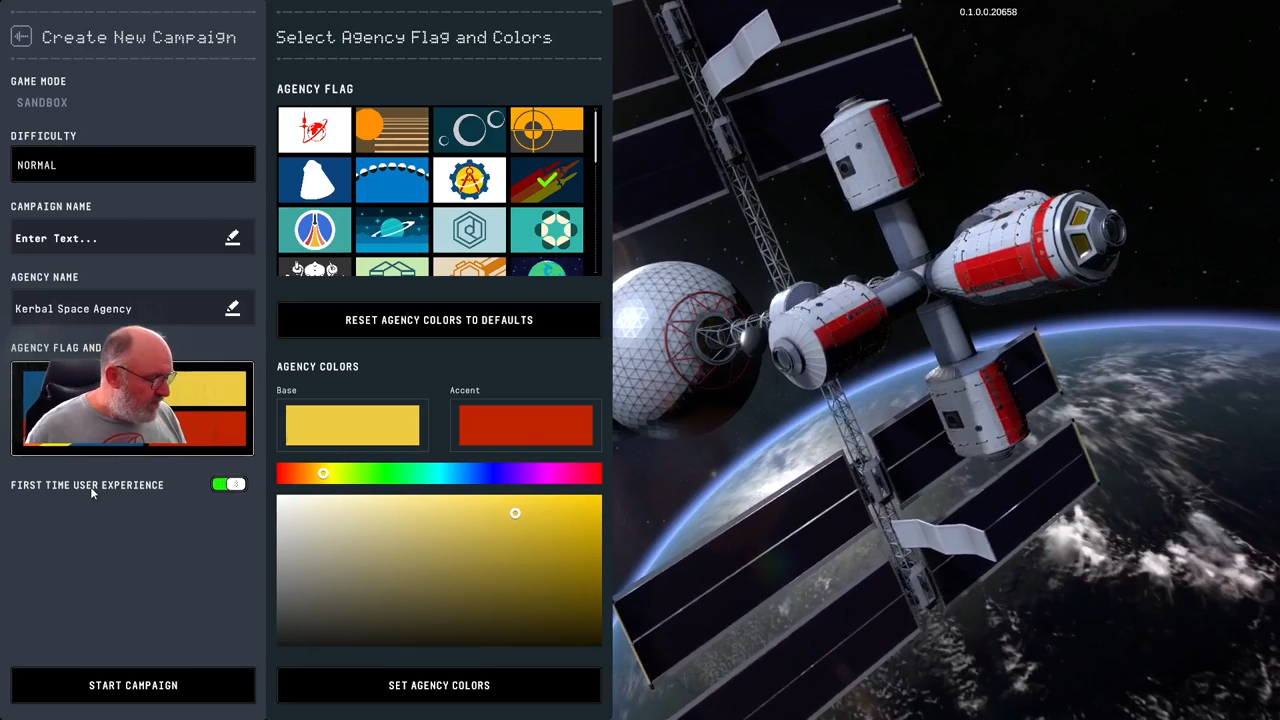 Create New Campaign
GAME MODE
SANDBOX
DIFFICULTY
NORMAL
CAMPAIGN NAME
Enter Text...
AGENCY NAME
Kerbal Space Agency
AGENCY FLAG AND
FIRST TIME USER EXPERIENCE
START CAMPAIGN
Select Agency Flag and Colors
AGENCY FLAG
RESET AGENCY COLORS TO DEFAULTS
AGENCY COLORS
Base
Accent
SET AGENCY COLORS
0.1.0.0.20658